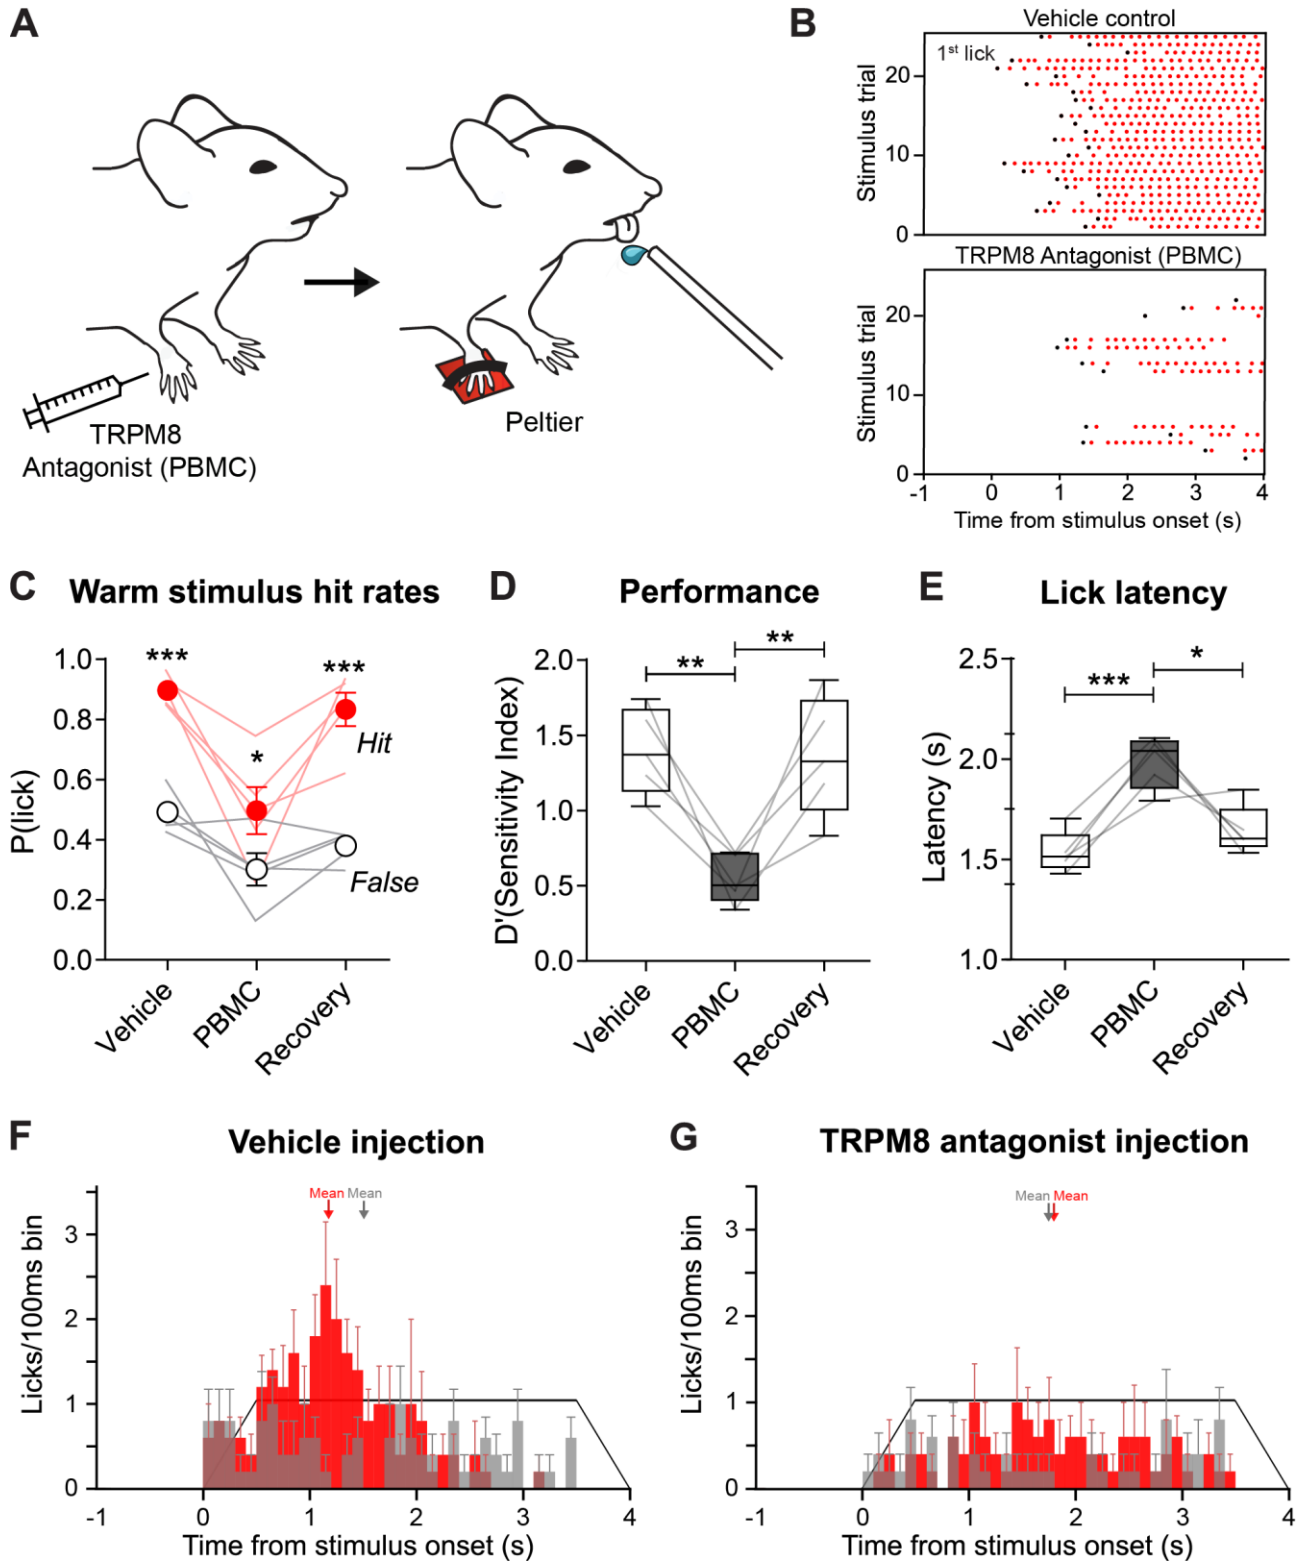 A
TRPM8
Antagonist (PBMC)
Peltier
B
Vehicle control
1st lick
Stimulus trial
20
10
0
TRPM8 Antagonist (PBMC)
Stimulus trial
20
10
0
-1 0 1 2 3 4
Time from stimulus onset (s)
C Warm stimulus hit rates
P(lick)
1.0
0.8
0.6
0.4
0.2
0.0
***
*
***
Hit
False
Vehicle
PBMC
Recovery
D Performance
D'(Sensitivity Index)
2.0
1.5
1.0
0.5
0.0
**
**
Vehicle
PBMC
Recovery
E Lick latency
Latency (s)
2.5
2.0
1.5
1.0
***
*
Vehicle
PBMC
Recovery
F Vehicle injection
Licks/100ms bin
3
2
1
0
Mean Mean
-1 0 1 2 3 4
Time from stimulus onset (s)
G TRPM8 antagonist injection
Licks/100ms bin
3
2
1
0
Mean Mean
-1 0 1 2 3 4
Time from stimulus onset (s)